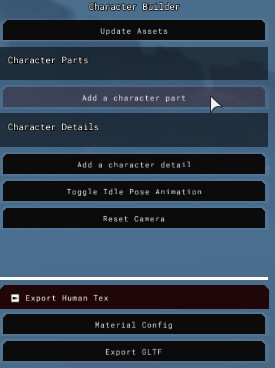 Character Builder
Update Assets
Character Parts
Add a character part
Character Details
Add a character detail
Toggle Idle Pose Animation
Reset Camera
Export Human Tex
Material Config
Export GLTF